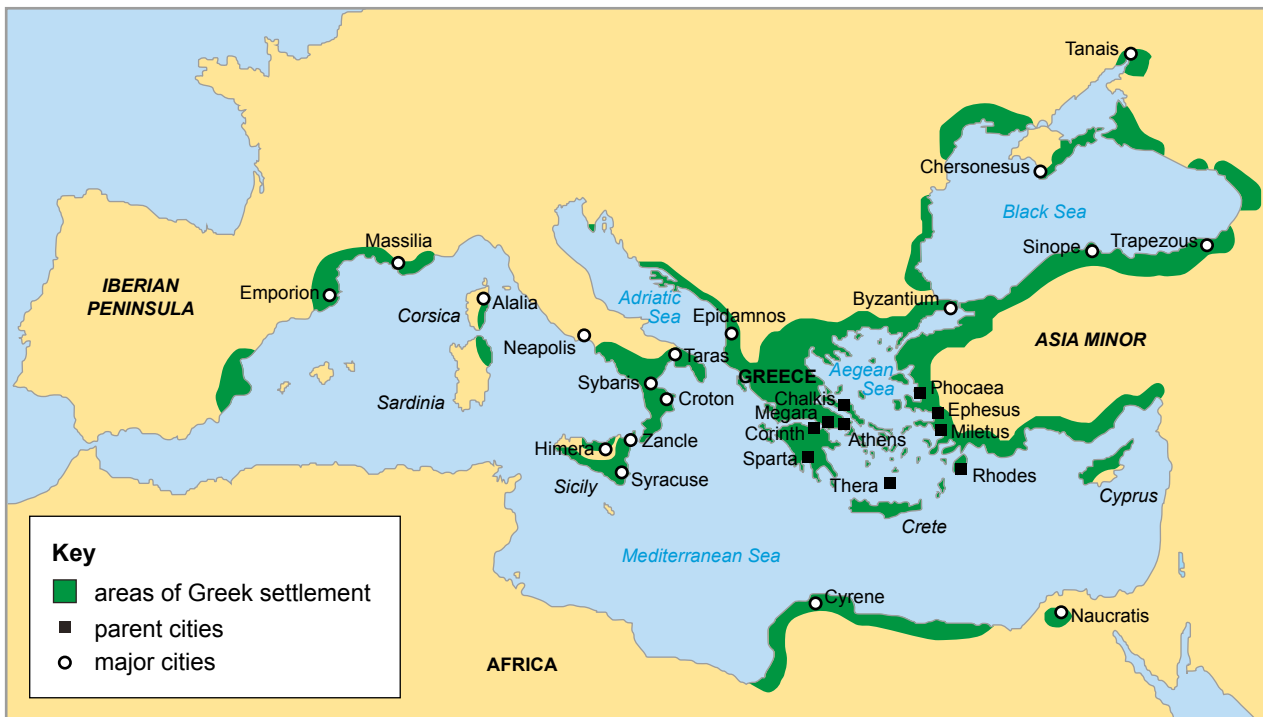 Tanais
Chersonesus
Black Sea
Sinope
Trapezous
Massilia
IBERIAN
PENINSULA
Emporion
Corsica
Alalia
Adriatic
Sea
Epidamnos
Byzantium
Neapolis
Taras
ASIA MINOR
GREECE
Aegean
Sea
Sybaris
Phocaea
Sardinia
Croton
Chalkis
Ephesus
Megara
Miletus
Corinth
Athens
Himera
Zancle
Sparta
Rhodes
Sicily
Syracuse
Thera
Cyprus
Crete
Mediterranean Sea
Cyrene
Naucratis
AFRICA
Key
areas of Greek settlement
parent cities
major cities